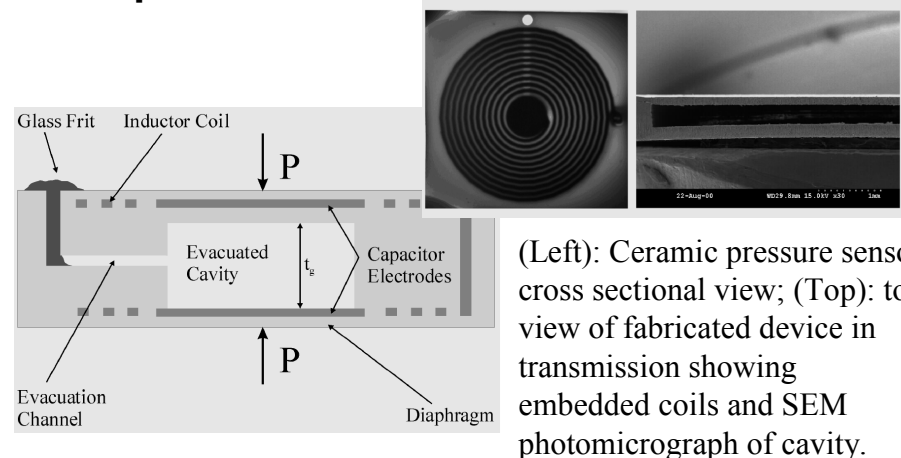 Glass Frit
Inductor Coil
P
Evacuated
Cavity
t_g
Capacitor
Electrodes
P
Evacuation
Channel
Diaphragm
22-Aug-00 WD29.8mm 15.0kV x30 1mm
(Left): Ceramic pressure senso
cross sectional view; (Top): to
view of fabricated device in
transmission showing
embedded coils and SEM
photomicrograph of cavity.